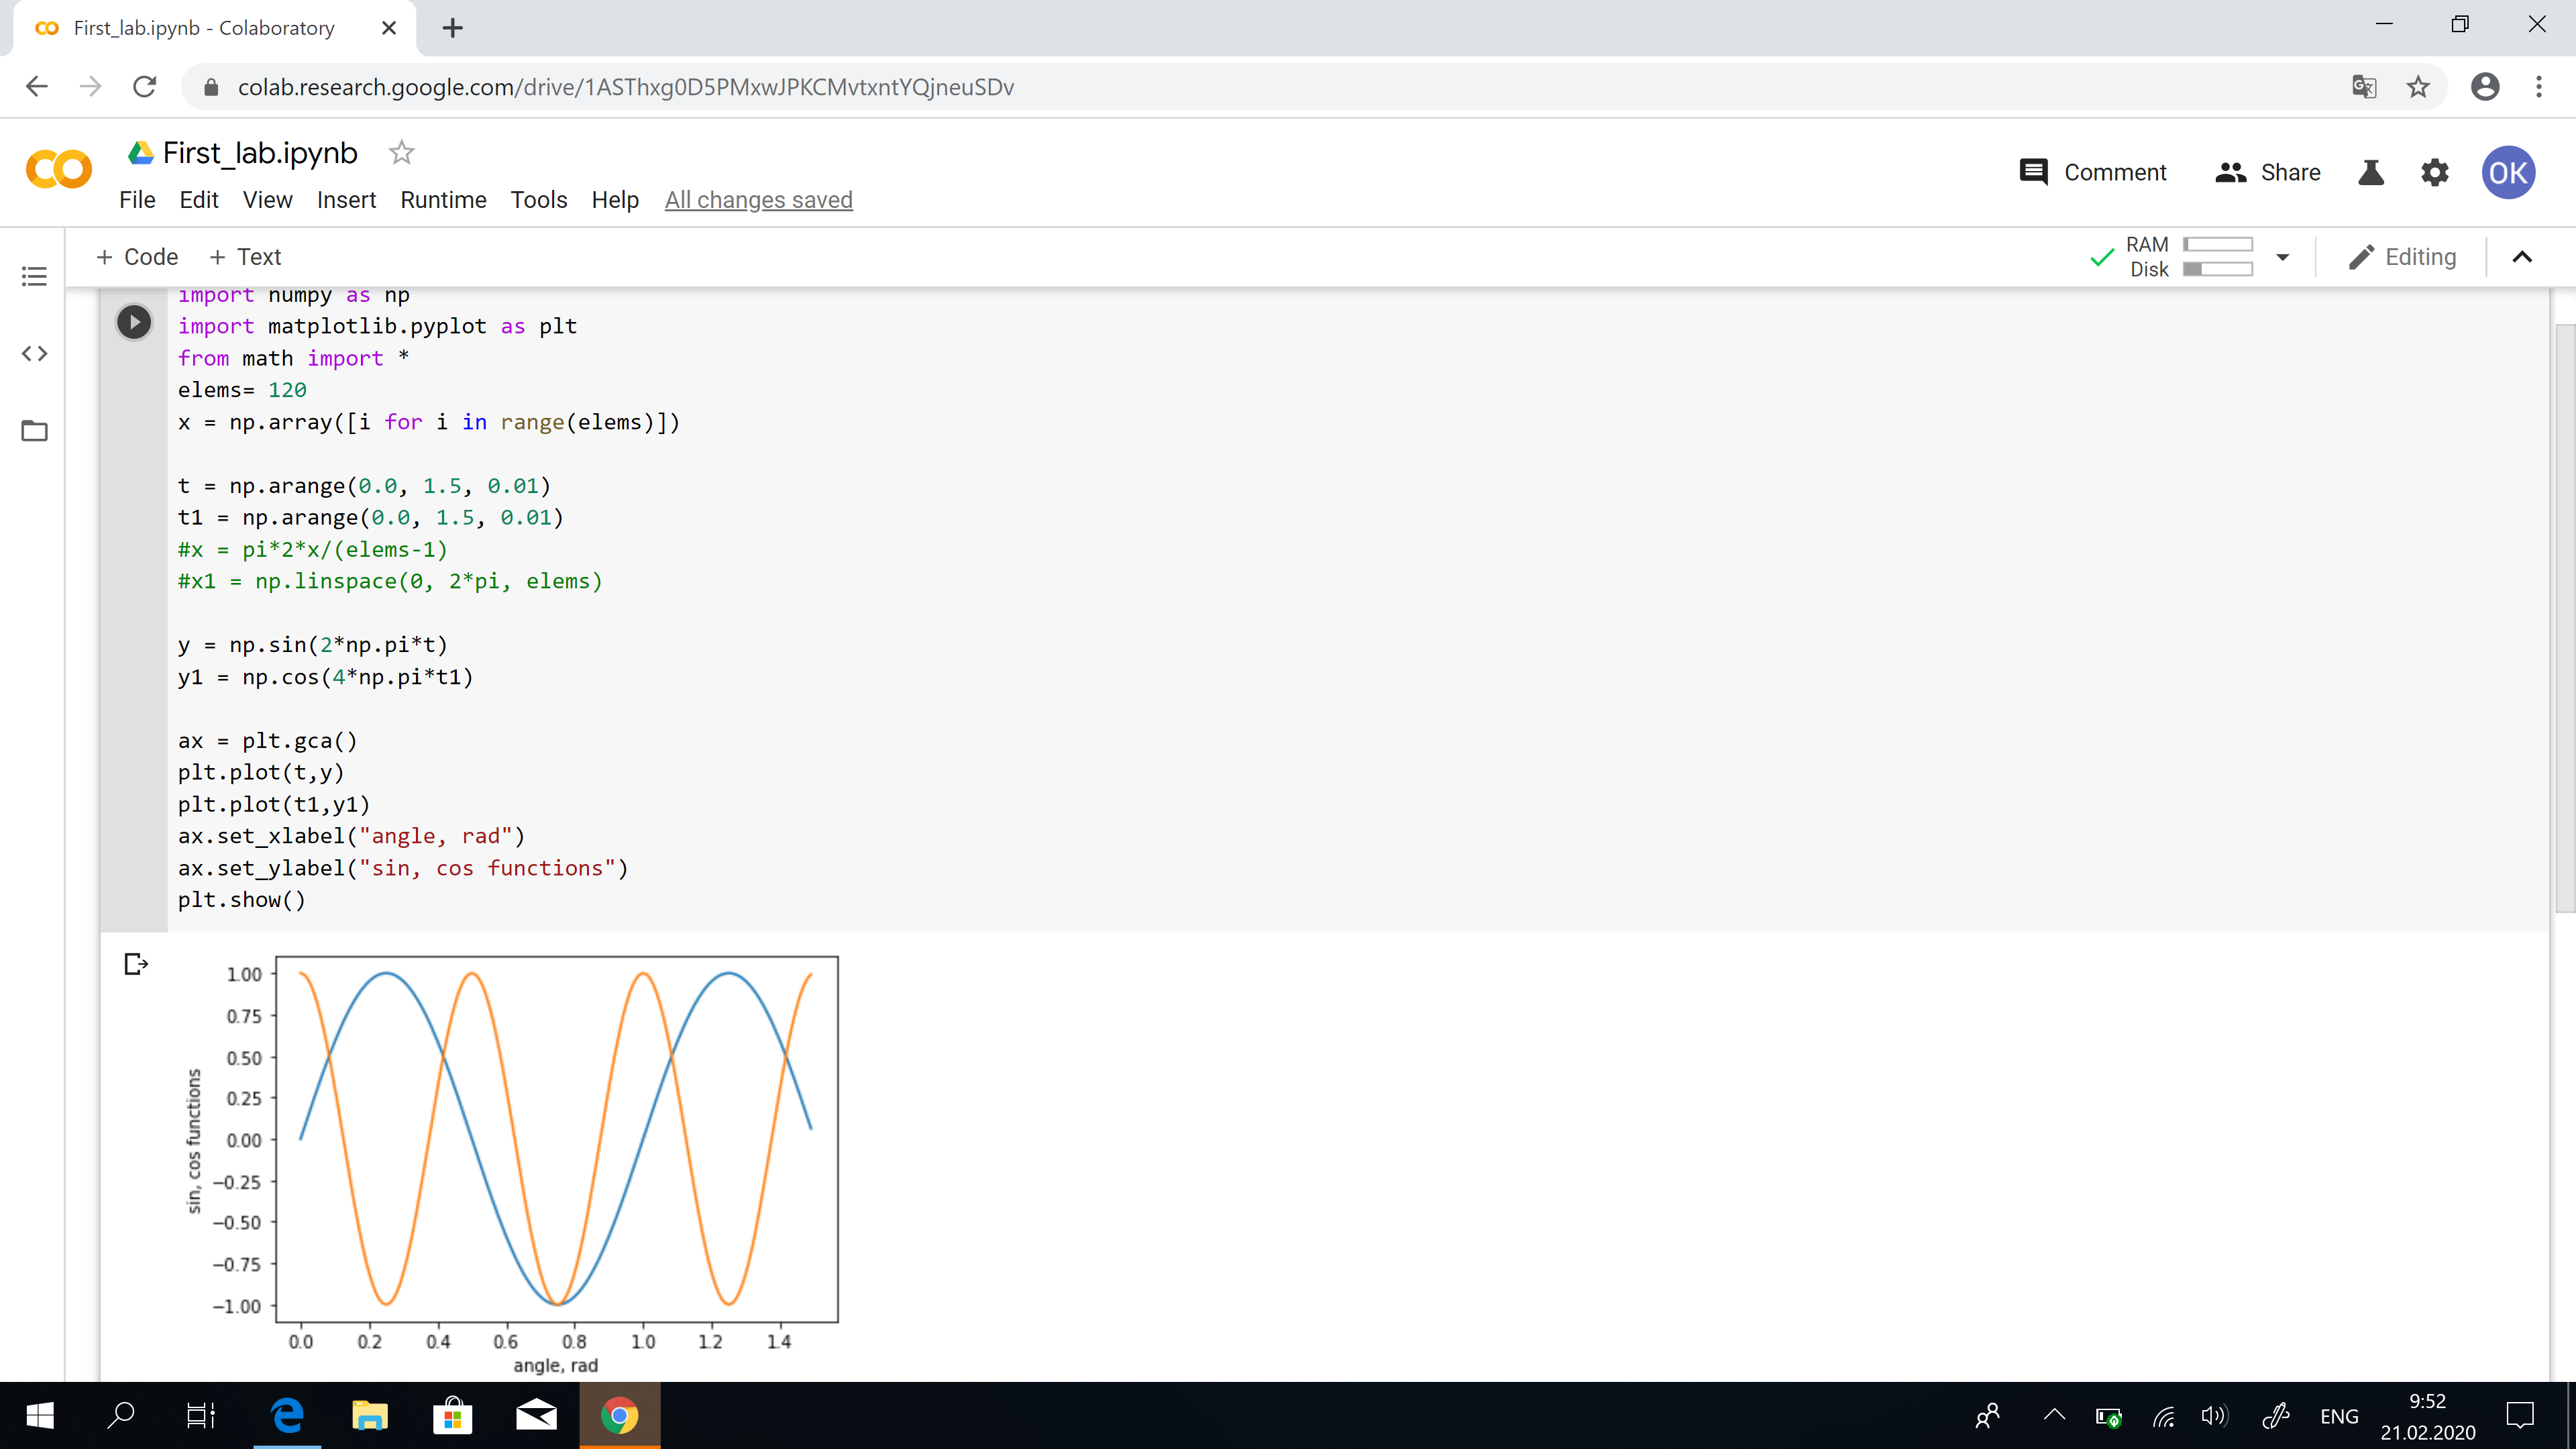 First_lab.ipynb - Colaboratory
colab.research.google.com/drive/1ASThxg0D5PMxwJPKCMvtxntYQjneuSDv
First_lab.ipynb
Comment Share OK
File Edit View Insert Runtime Tools Help All changes saved
+ Code + Text
RAM
Disk
Editing
import numpy as np
import matplotlib.pyplot as plt
from math import *
elems= 120
x = np.array([i for i in range(elems)])
t = np.arange(0.0, 1.5, 0.01)
t1 = np.arange(0.0, 1.5, 0.01)
#x = pi*2*x/(elems-1)
#x1 = np.linspace(0, 2*pi, elems)
y = np.sin(2*np.pi*t)
y1 = np.cos(4*np.pi*t1)
ax = plt.gca()
plt.plot(t,y)
plt.plot(t1,y1)
ax.set_xlabel("angle, rad")
ax.set_ylabel("sin, cos functions")
plt.show()
sin, cos functions
1.00
0.75
0.50
0.25
0.00
−0.25
−0.50
−0.75
−1.00
0.0 0.2 0.4 0.6 0.8 1.0 1.2 1.4
angle, rad
ENG
9:52
21.02.2020